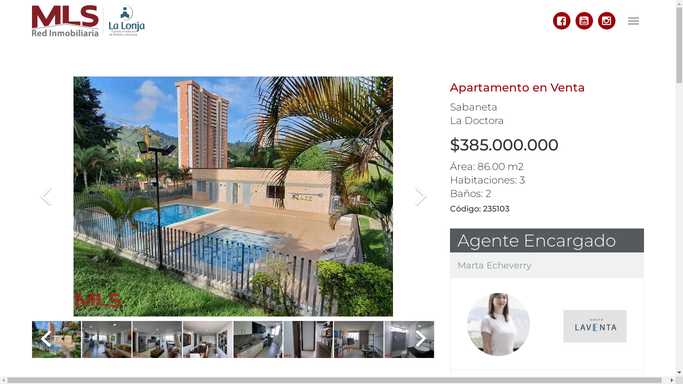 MLS
Red Inmobiliaria
La Lonja
Apartamento en Venta
Sabaneta
La Doctora
$385.000.000
Área: 86.00 m2
Habitaciones: 3
Baños: 2
Código: 235103
Agente Encargado
Marta Echeverry
MLS
LAVENTA